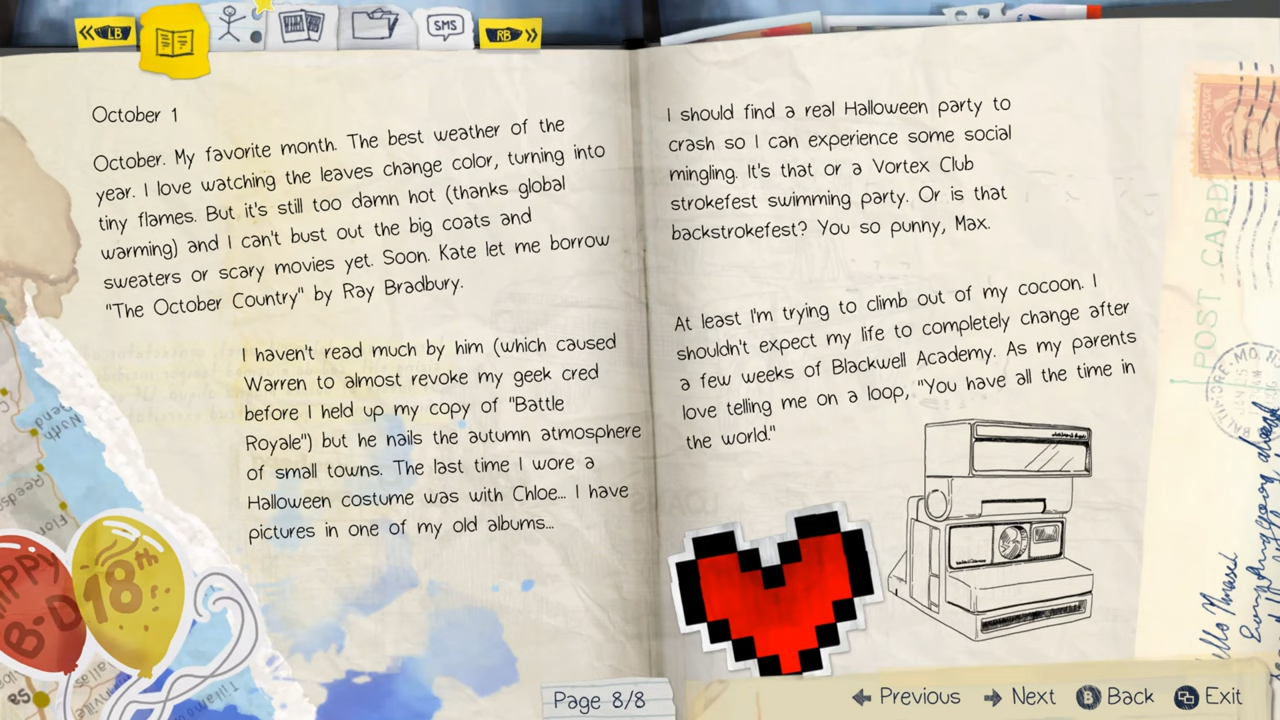 LB
SMS
RB
October 1
October. My favorite month. The best weather of the
year. I love watching the leaves change color, turning into
tiny flames. But it's still too damn hot (thanks global
warming) and I can't bust out the big coats and
sweaters or scary movies yet. Soon. Kate let me borrow
"The October Country" by Ray Bradbury.
I haven't read much by him (which caused
Warren to almost revoke my geek cred
before I held up my copy of "Battle
Royale") but he nails the autumn atmosphere
of small towns. The last time I wore a
Halloween costume was with Chloe... I have
pictures in one of my old albums...
I should find a real Halloween party to
crash so I can experience some social
mingling. It's that or a Vortex Club
strokefest swimming party. Or is that
backstrokefest? You so punny, Max.
At least I'm trying to climb out of my cocoon. I
shouldn't expect my life to completely change after
a few weeks of Blackwell Academy. As my parents
love telling me on a loop, "You have all the time in
the world."
North
Bend
Reeds
Flor
HAPPY
B-D
18th
POST CARD
BALTIMORE, MO.
Page 8/8
Previous
Next
B Back
Exit